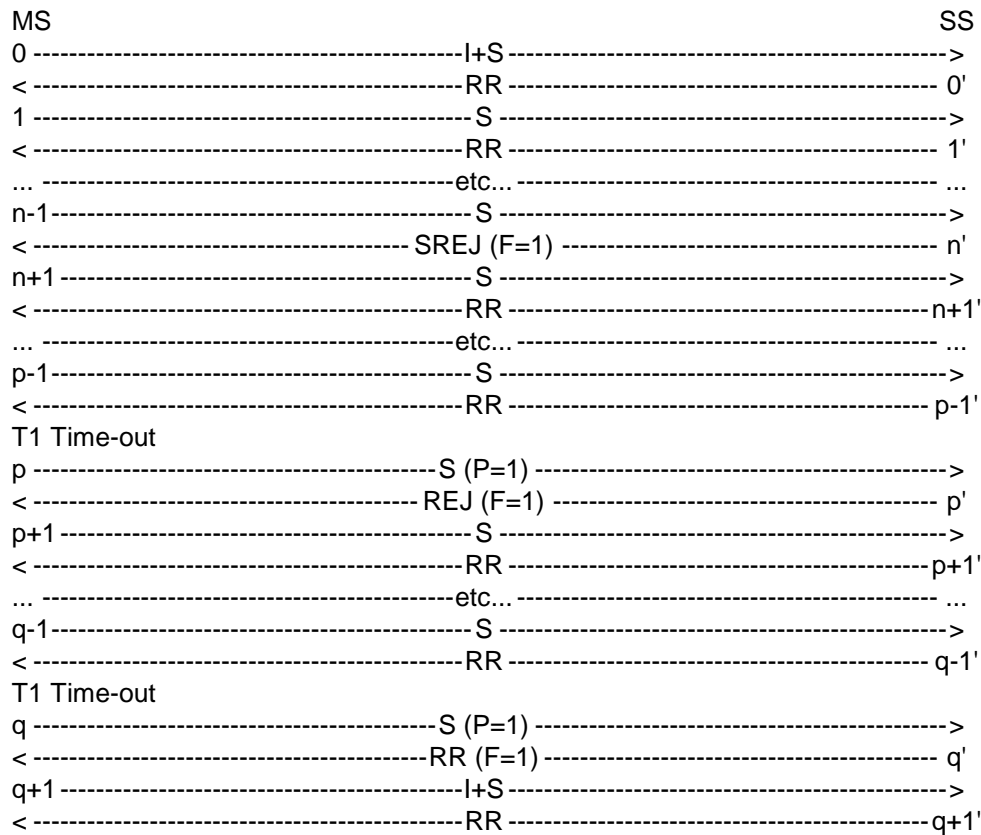 MS SS
0 ------------------------------------------------I+S-------------------------------------------------->
< ------------------------------------------------RR ------------------------------------------------ 0'
1 ------------------------------------------------- S -------------------------------------------------->
< ------------------------------------------------RR ------------------------------------------------ 1'
... ----------------------------------------------etc... ----------------------------------------------- ...
n-1----------------------------------------------- S -------------------------------------------------->
< ------------------------------------------ SREJ (F=1) ------------------------------------------ n'
n+1 ---------------------------------------------- S -------------------------------------------------->
< ------------------------------------------------RR -----------------------------------------------n+1'
... ----------------------------------------------etc... ----------------------------------------------- ...
p-1----------------------------------------------- S -------------------------------------------------->
< ------------------------------------------------RR ----------------------------------------------- p-1'
T1 Time-out
p ---------------------------------------------S (P=1) ---------------------------------------------->
< ------------------------------------------- REJ (F=1) ------------------------------------------- p'
p+1 ---------------------------------------------- S -------------------------------------------------->
< ------------------------------------------------RR -----------------------------------------------p+1'
... ----------------------------------------------etc... ----------------------------------------------- ...
q-1----------------------------------------------- S -------------------------------------------------->
< ------------------------------------------------RR ----------------------------------------------- q-1'
T1 Time-out
q ---------------------------------------------S (P=1) ---------------------------------------------->
< --------------------------------------------RR (F=1) -------------------------------------------- q'
q+1 ---------------------------------------------I+S-------------------------------------------------->
< ------------------------------------------------RR -----------------------------------------------q+1'